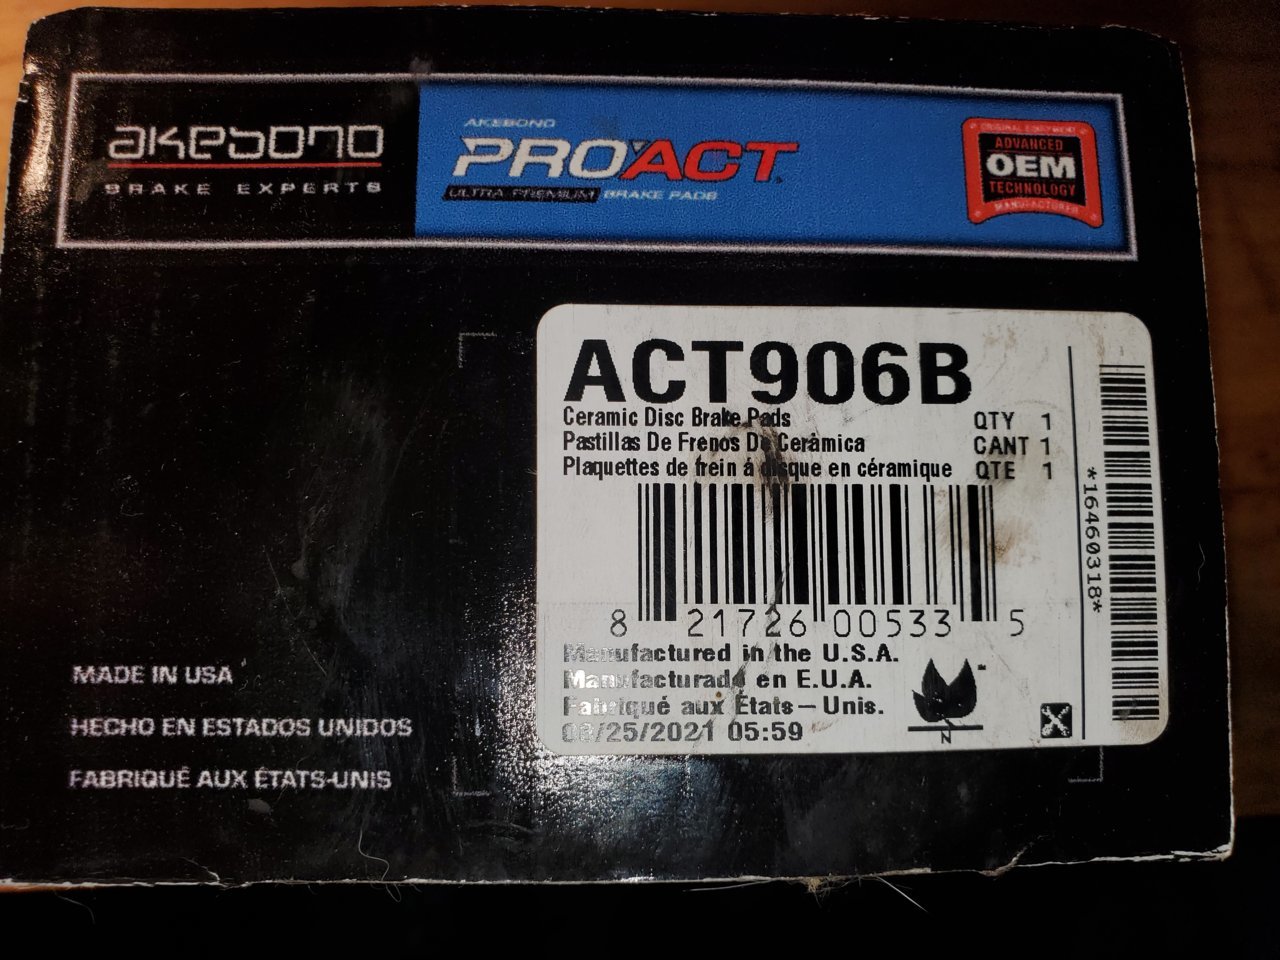 akebono
BRAKE EXPERTS
AKEBONO
PROACT
ULTRA-PREMIUM BRAKE PADS
ORIGINAL EQUIPMENT
ADVANCED
OEM
TECHNOLOGY
MANUFACTURER
ACT906B
Ceramic Disc Brake Pads QTY 1
Pastillas De Frenos De Cerámica CANT 1
Plaquettes de frein á disque en céramique QTE 1
*16460318*
8 21726 00533 5
Manufactured in the U.S.A.
Manufacturado en E.U.A.
Fabriqué aux États-Unis.
/25/2021 05:59
N
MADE IN USA
HECHO EN ESTADOS UNIDOS
FABRIQUÉ AUX ÉTATS-UNIS